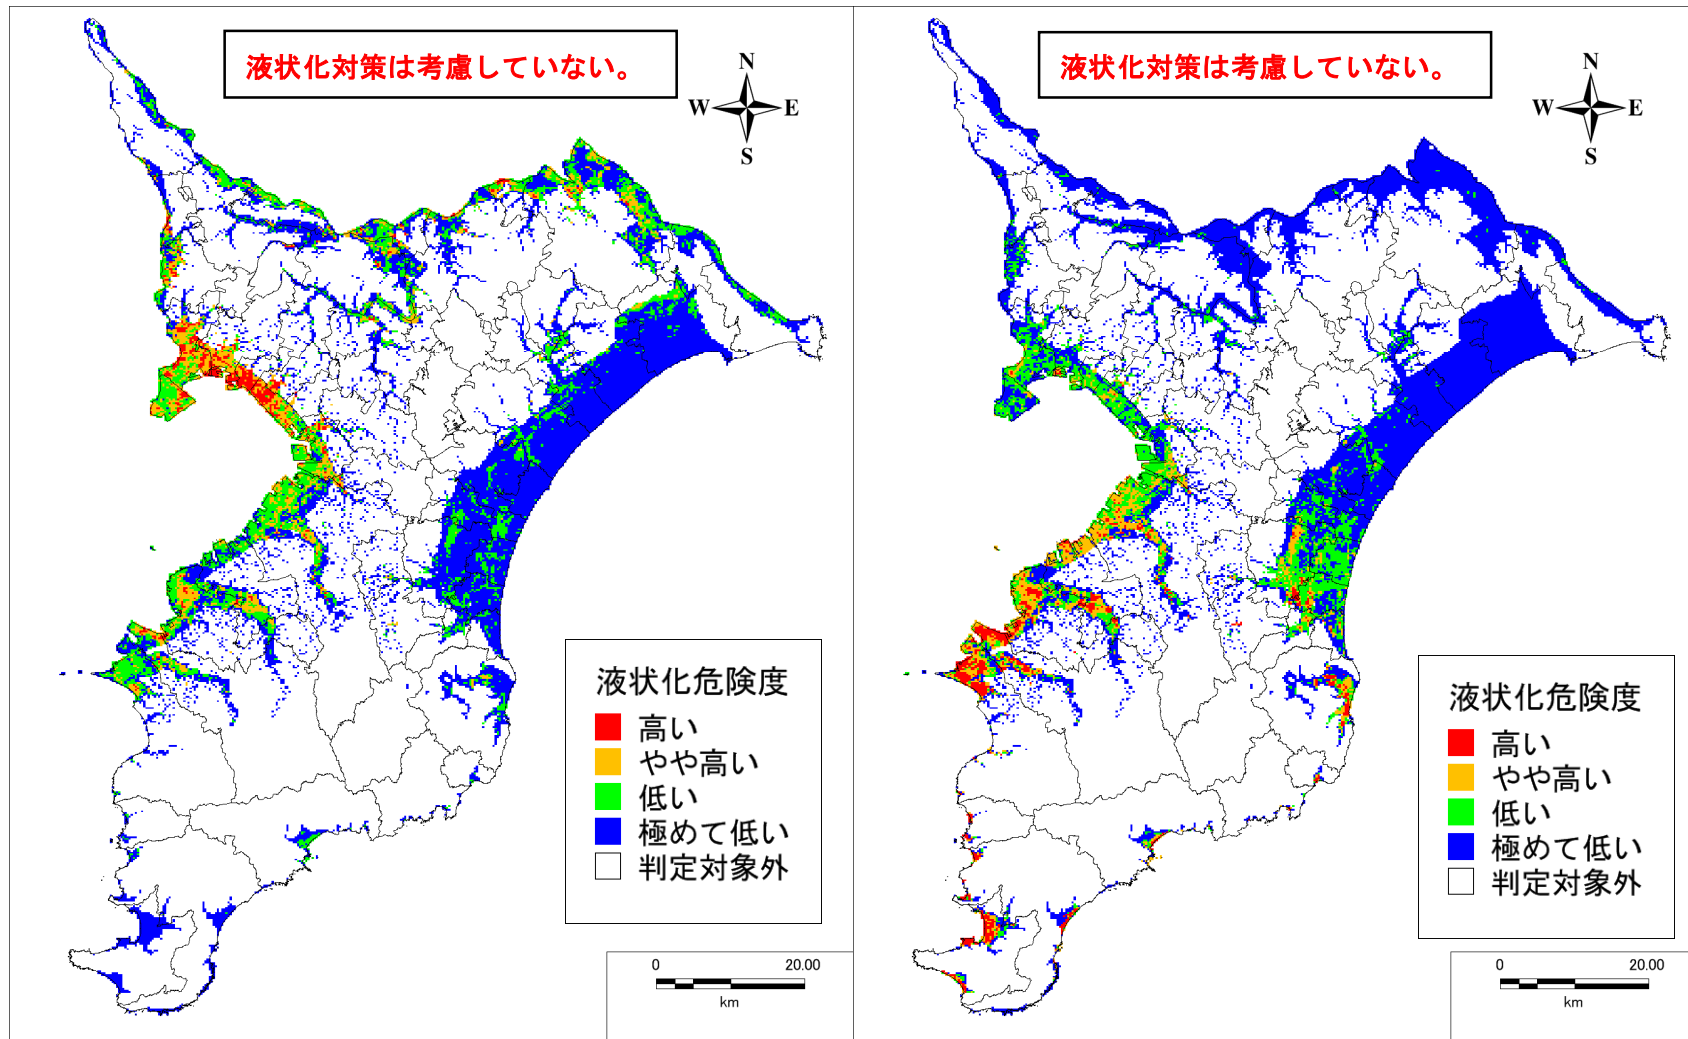 液状化対策は考慮していない。
N
W
E
S
液状化危険度
高い
やや高い
低い
極めて低い
判定対象外
0
20.00
km
液状化対策は考慮していない。
N
W
E
S
液状化危険度
高い
やや高い
低い
極めて低い
判定対象外
0
20.00
km